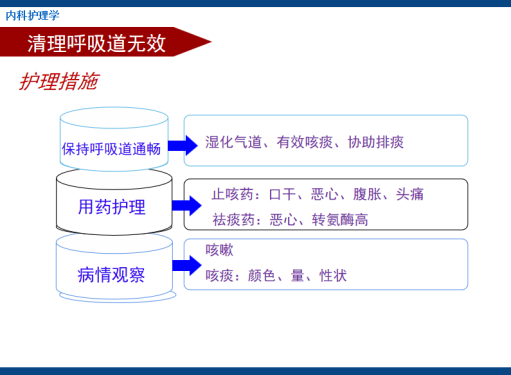 内科护理学
清理呼吸道无效
护理措施
保持呼吸道通畅
湿化气道、有效咳痰、协助排痰
用药护理
止咳药：口干、恶心、腹胀、头痛
祛痰药：恶心、转氨酶高
病情观察
咳嗽
咳痰：颜色、量、性状